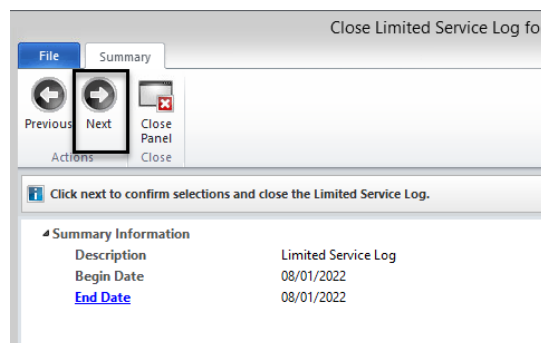 Close Limited Service Log fo
File Summary
Previous Next Close Panel
Actions Close
Click next to confirm selections and close the Limited Service Log.
Summary Information
Description Limited Service Log
Begin Date 08/01/2022
End Date 08/01/2022